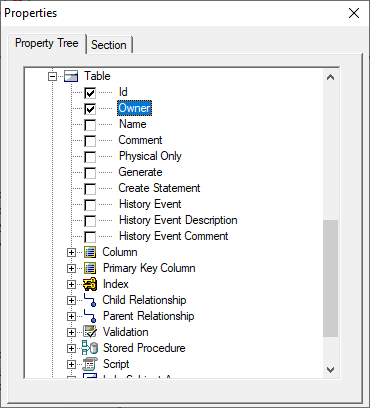 Properties
Property Tree
Section
Table
Id
Owner
Name
Comment
Physical Only
Generate
Create Statement
History Event
History Event Description
History Event Comment
Column
Primary Key Column
Index
Child Relationship
Parent Relationship
Validation
Stored Procedure
Script